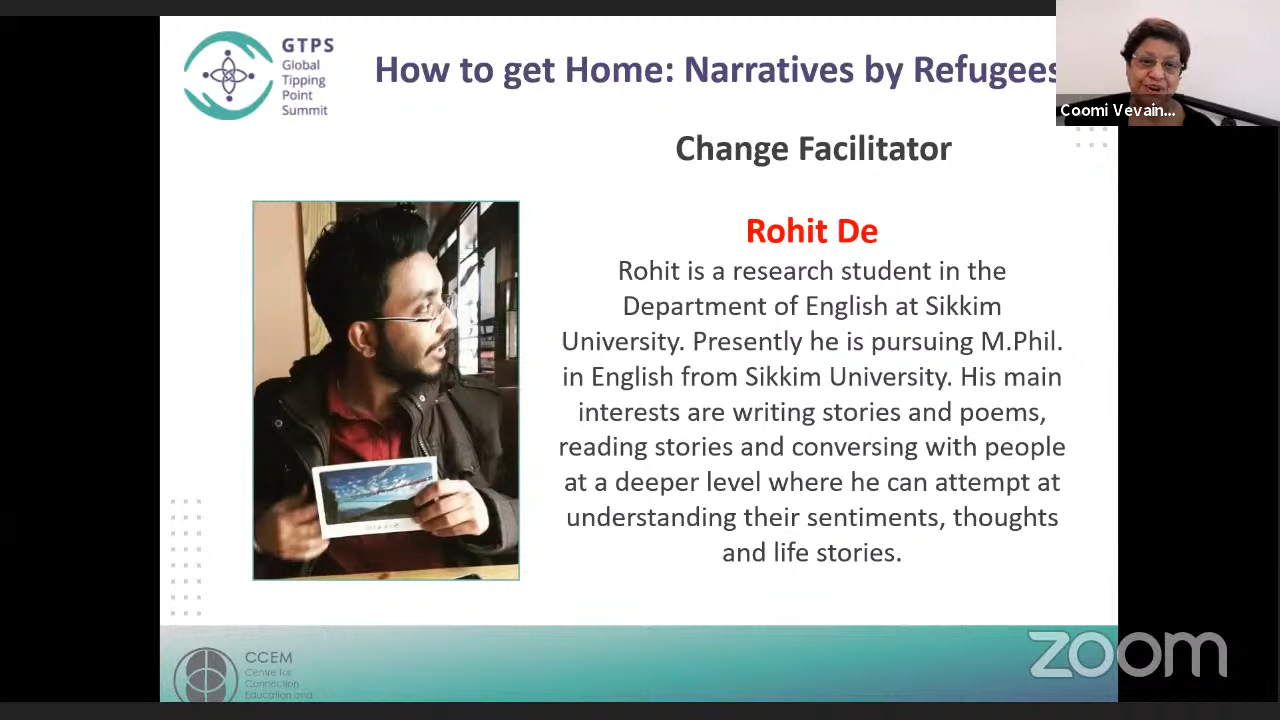 GTPS
Global
Tipping
Point
Summit
How to get Home: Narratives by Refugees
Coomi Vevain...
Change Facilitator
Rohit De
Rohit is a research student in the
Department of English at Sikkim
University. Presently he is pursuing M.Phil.
in English from Sikkim University. His main
interests are writing stories and poems,
reading stories and conversing with people
at a deeper level where he can attempt at
understanding their sentiments, thoughts
and life stories.
CCEM
Centre for
Connection
Education and
zoom